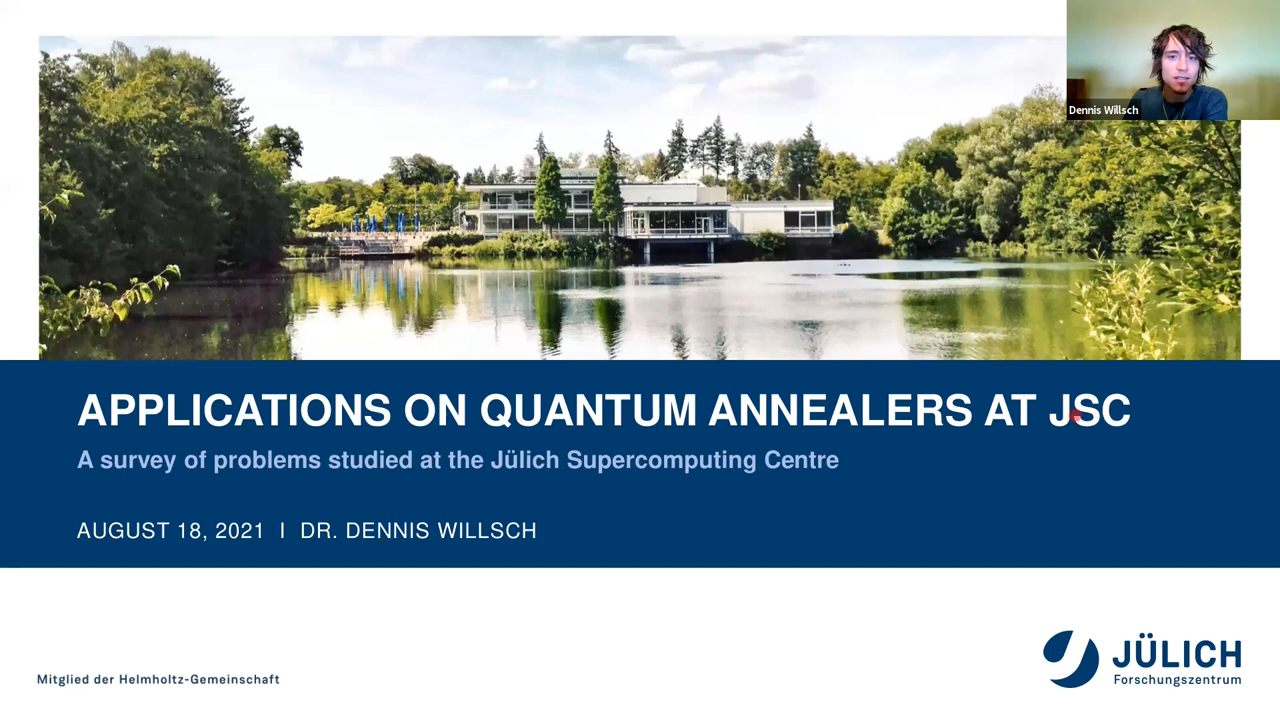 Dennis Willsch
APPLICATIONS ON QUANTUM ANNEALERS AT JSC
A survey of problems studied at the Jülich Supercomputing Centre
AUGUST 18, 2021 I DR. DENNIS WILLSCH
Mitglied der Helmholtz-Gemeinschaft
JÜLICH
Forschungszentrum